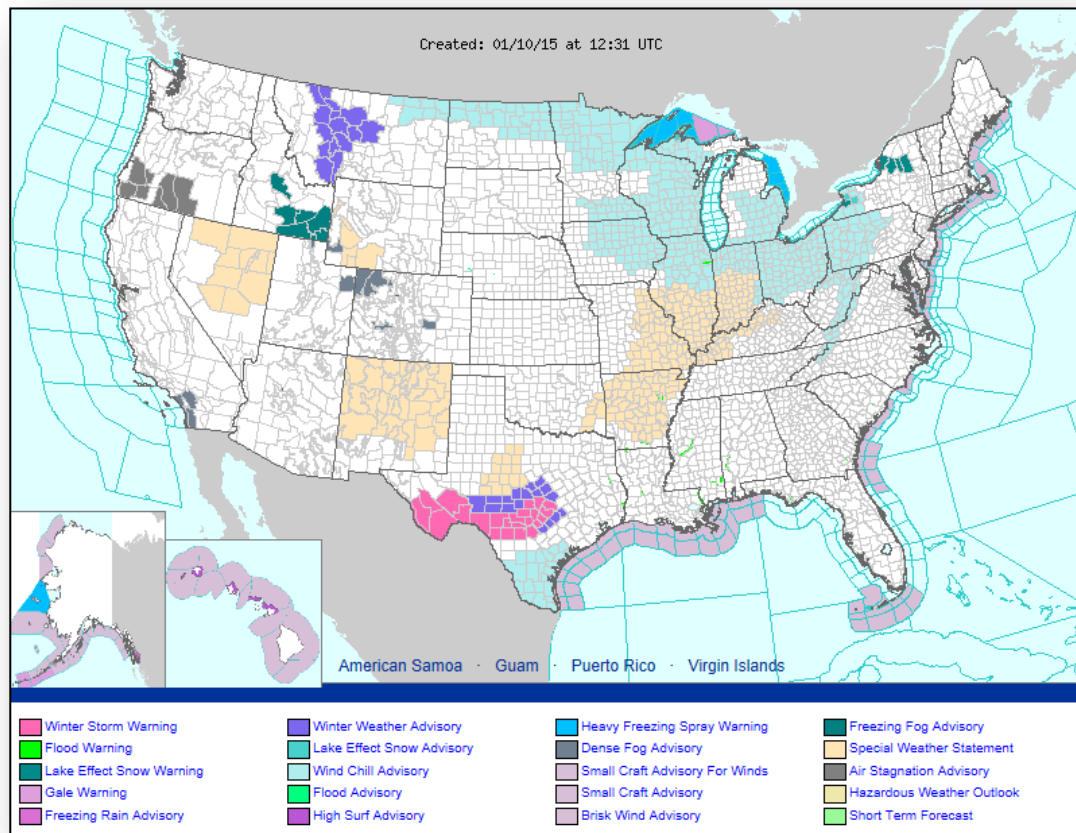 Created: 01/10/15 at 12:31 UTC
American Samoa · Guam · Puerto Rico · Virgin Islands
Winter Storm Warning
Winter Weather Advisory
Heavy Freezing Spray Warning
Freezing Fog Advisory
Flood Warning
Lake Effect Snow Advisory
Dense Fog Advisory
Special Weather Statement
Lake Effect Snow Warning
Wind Chill Advisory
Small Craft Advisory For Winds
Air Stagnation Advisory
Gale Warning
Flood Advisory
Small Craft Advisory
Hazardous Weather Outlook
Freezing Rain Advisory
High Surf Advisory
Brisk Wind Advisory
Short Term Forecast